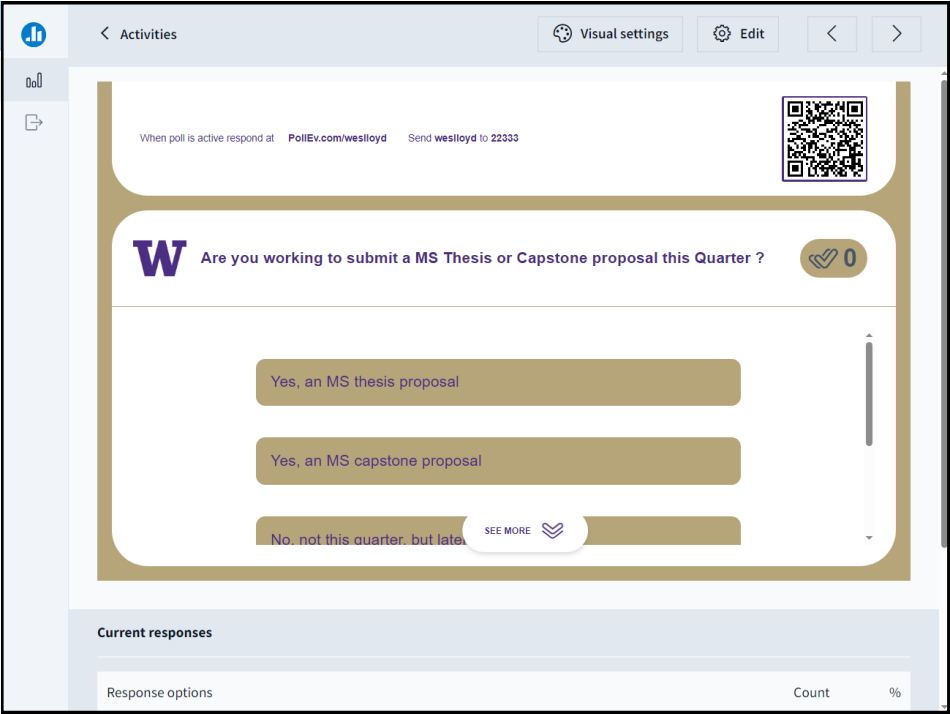 Activities
Visual settings
Edit
When poll is active respond at PollEv.com/weslloyd Send weslloyd to 22333
W
Are you working to submit a MS Thesis or Capstone proposal this Quarter ?
0
Yes, an MS thesis proposal
Yes, an MS capstone proposal
No, not this quarter, but later
SEE MORE
Current responses
Response options Count %